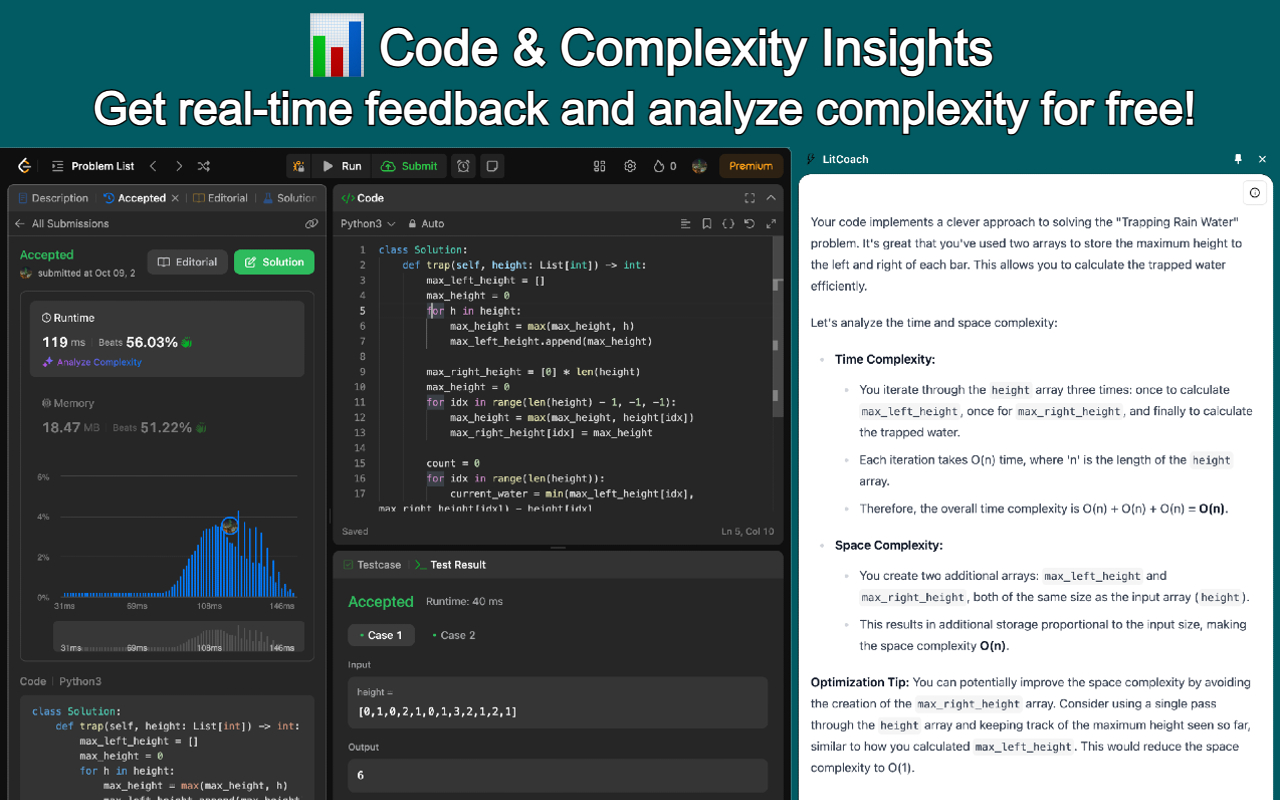 Code & Complexity Insights
Get real-time feedback and analyze complexity for free!
Problem List
Run
Submit
0
Premium
Description
Accepted
Editorial
Solution
All Submissions
Accepted
submitted at Oct 09, 2
Editorial
Solution
Runtime
119 ms
Beats 56.03%
Analyze Complexity
Memory
18.47 MB
Beats 51.22%
6%
4%
2%
0%
31ms 69ms 108ms 146ms
31ms 69ms 108ms 146ms
Code
Python3
class Solution:
def trap(self, height: List[int]) -> int:
max_left_height = []
max_height = 0
for h in height:
max_height = max(max_height, h)
max_left_height.append(max_height
</> Code
Python3
Auto
1 class Solution:
2 def trap(self, height: List[int]) -> int:
3 max_left_height = []
4 max_height = 0
5 for h in height:
6 max_height = max(max_height, h)
7 max_left_height.append(max_height)
8
9 max_right_height = [0] * len(height)
10 max_height = 0
11 for idx in range(len(height) - 1, -1, -1):
12 max_height = max(max_height, height[idx])
13 max_right_height[idx] = max_height
14
15 count = 0
16 for idx in range(len(height)):
17 current_water = min(max_left_height[idx],
max_right_height[idx]) - height[idx]
Saved
Ln 5, Col 10
Testcase
Test Result
Accepted
Runtime: 40 ms
• Case 1
• Case 2
Input
height =
[0,1,0,2,1,0,1,3,2,1,2,1]
Output
6
LitCoach
Your code implements a clever approach to solving the "Trapping Rain Water"
problem. It's great that you've used two arrays to store the maximum height to
the left and right of each bar. This allows you to calculate the trapped water
efficiently.
Let's analyze the time and space complexity:
• Time Complexity:
• You iterate through the height array three times: once to calculate
max_left_height, once for max_right_height, and finally to calculate
the trapped water.
• Each iteration takes O(n) time, where 'n' is the length of the height
array.
• Therefore, the overall time complexity is O(n) + O(n) + O(n) = O(n).
• Space Complexity:
• You create two additional arrays: max_left_height and
max_right_height, both of the same size as the input array (height).
• This results in additional storage proportional to the input size, making
the space complexity O(n).
Optimization Tip: You can potentially improve the space complexity by avoiding
the creation of the max_right_height array. Consider using a single pass
through the height array and keeping track of the maximum height seen so far,
similar to how you calculated max_left_height. This would reduce the space
complexity to O(1).